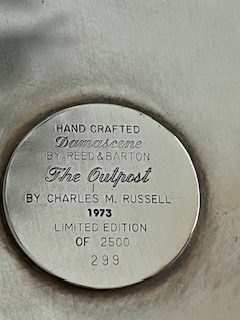 HAND CRAFTED
Damascene
BY REED & BARTON
The Outpost
BY CHARLES M. RUSSELL
1973
LIMITED EDITION
OF 2500
299